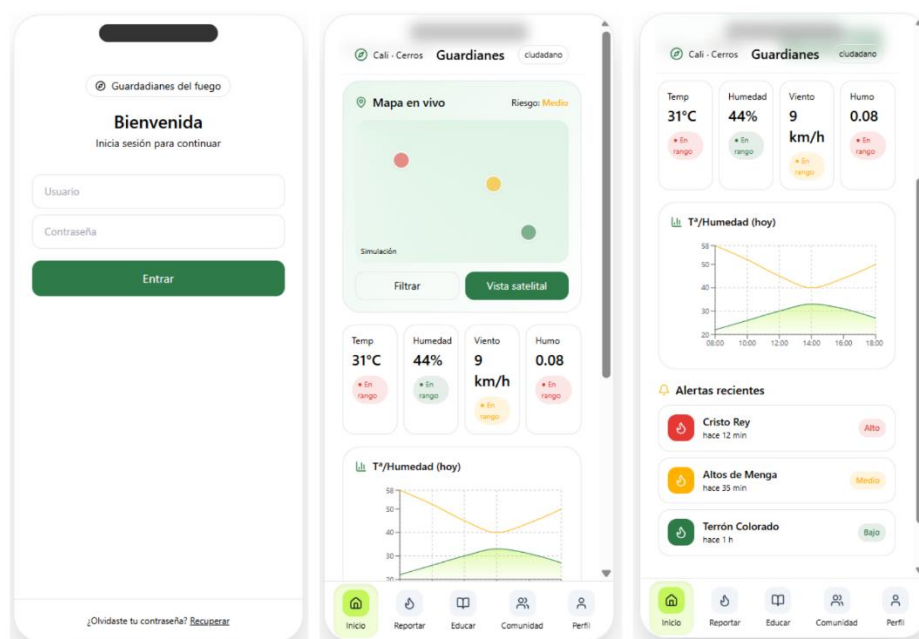 Guardadianes del fuego
Bienvenida
Inicia sesión para continuar
Usuario
Contraseña
Entrar
¿Olvidaste tu contraseña? Recuperar
Cali · Cerros Guardianes ciudadano
Mapa en vivo Riesgo: Medio
Simulación
Filtrar Vista satelital
Temp Humedad Viento Humo
31°C 44% 9 km/h 0.08
• En rango • En rango • En rango • En rango
Tª/Humedad (hoy)
58
50
40
30
20
Inicio Reportar Educar Comunidad Perfil
Cali · Cerros Guardianes ciudadano
Temp Humedad Viento Humo
31°C 44% 9 km/h 0.08
• En rango • En rango • En rango • En rango
Tª/Humedad (hoy)
58
50
40
30
20
08:00 10:00 12:00 14:00 16:00 18:00
Alertas recientes
Cristo Rey
hace 12 min
Alto
Altos de Menga
hace 35 min
Medio
Terrón Colorado
hace 1 h
Bajo
Inicio Reportar Educar Comunidad Perfil